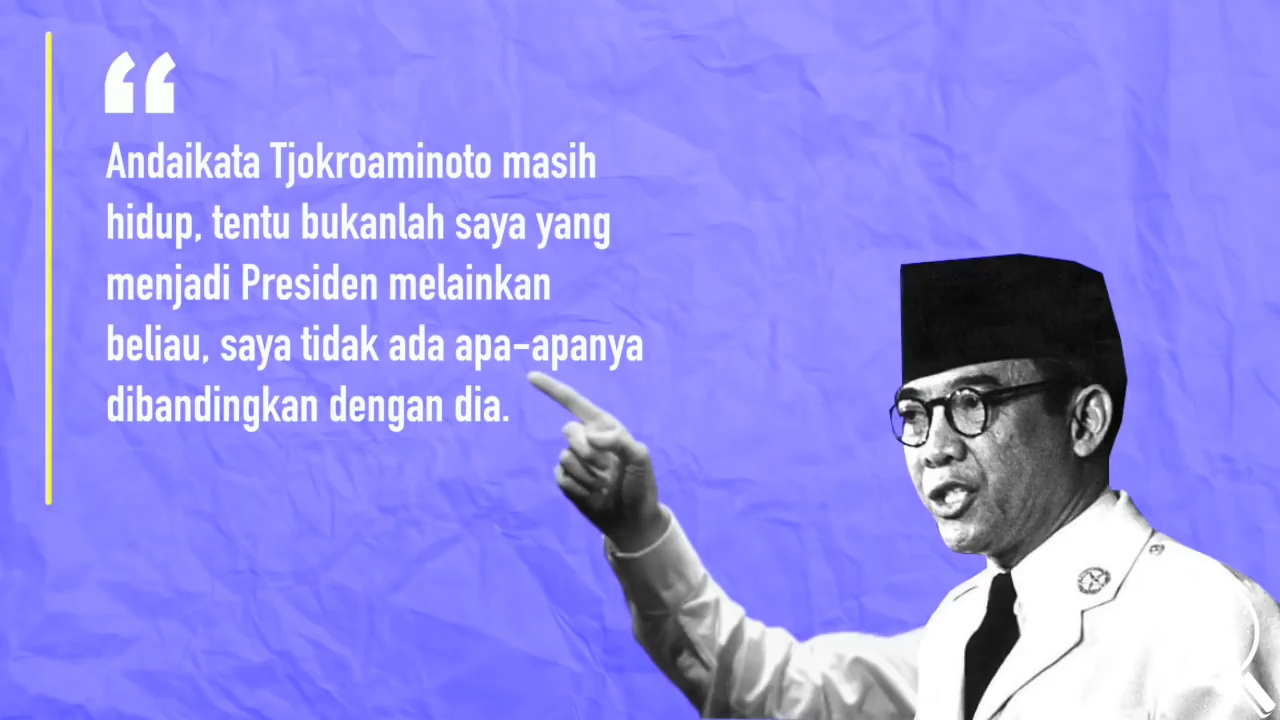 “
Andaikata Tjokroaminoto masih
hidup, tentu bukanlah saya yang
menjadi Presiden melainkan
beliau, saya tidak ada apa-apanya
dibandingkan dengan dia.